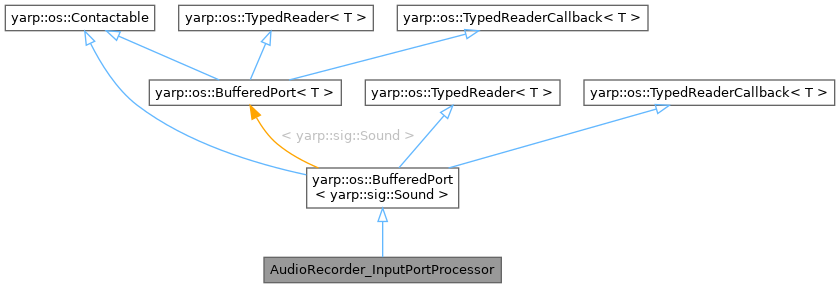 yarp::os::Contactable
yarp::os::TypedReader< T >
yarp::os::TypedReaderCallback< T >
yarp::os::BufferedPort< T >
yarp::os::TypedReader< T >
yarp::os::TypedReaderCallback< T >
< yarp::sig::Sound >
yarp::os::BufferedPort
< yarp::sig::Sound >
AudioRecorder_InputPortProcessor